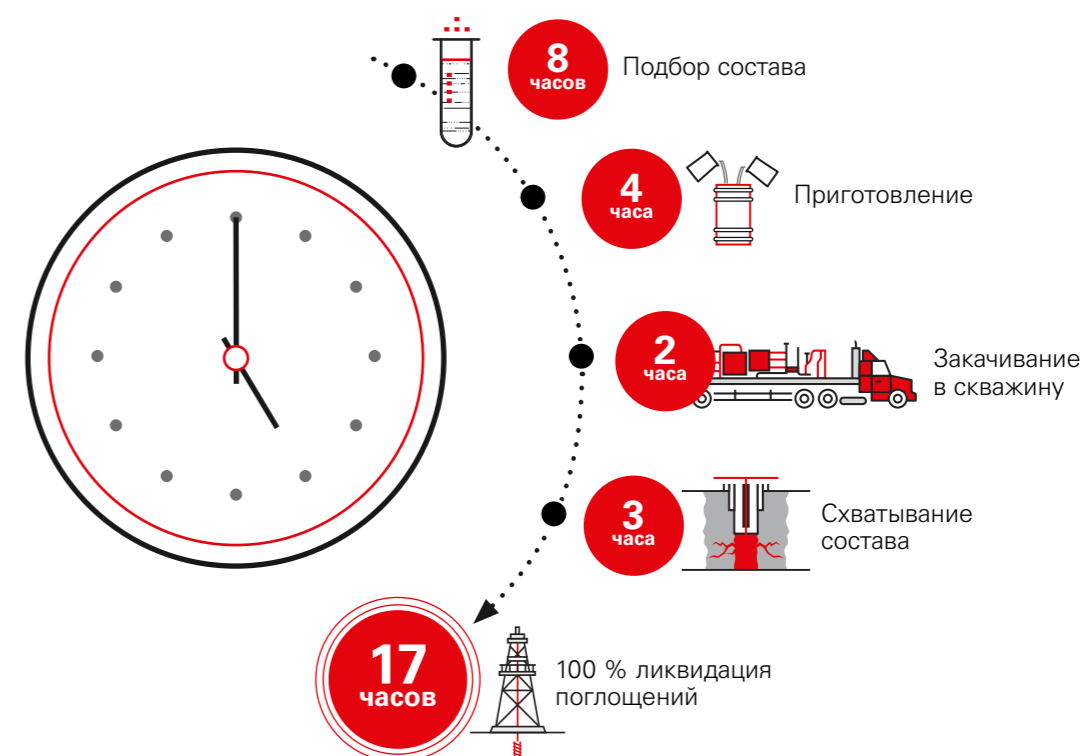 8
часов
Подбор состава
4
часа
Приготовление
2
часа
Закачивание
в скважину
3
часа
Схватывание
состава
17
часов
100 % ликвидация
поглощений